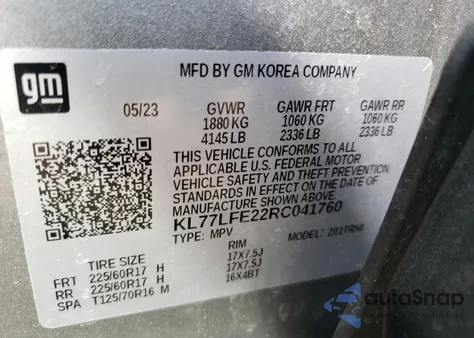 gm
MFD BY GM KOREA COMPANY
05/23 GVWR GAWR FRT GAWR RR
1880 KG 1060 KG 1060 KG
4145 LB 2336 LB 2336 LB
THIS VEHICLE CONFORMS TO ALL
APPLICABLE U.S. FEDERAL MOTOR
VEHICLE SAFETY AND THEFT PREVENTION
STANDARDS IN EFFECT ON THE DATE OF
MANUFACTURE SHOWN ABOVE.
KL77LFE22RC041760
TYPE: MPV MODEL:
TIRE SIZE RIM
FRT 225/60R17 H 17X7.5J
RR 225/60R17 H 17X7.5J
SPA T125/70R16 M 16X4BT
autoSnap